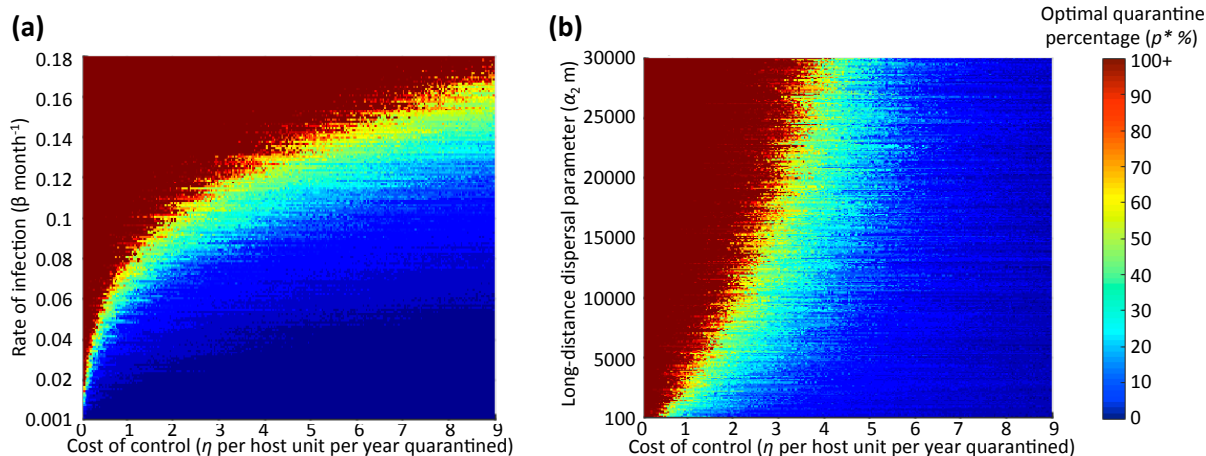 (a)
Rate of infection (β month⁻¹)
0.18
0.16
0.14
0.12
0.1
0.08
0.06
0.04
0.02
0.001
0 1 2 3 4 5 6 7 8 9
Cost of control (η per host unit per year quarantined)
(b)
Long-distance dispersal parameter (α₂ m)
30000
25000
20000
15000
10000
5000
100
0 1 2 3 4 5 6 7 8 9
Cost of control (η per host unit per year quarantined)
Optimal quarantine
percentage (p* %)
100+
90
80
70
60
50
40
30
20
10
0